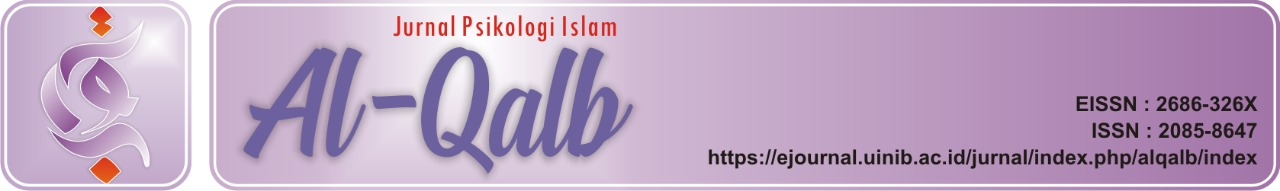 Jurnal Psikologi Islam
Al-Qalb
EISSN : 2686-326X
ISSN : 2085-8647
https://ejournal.uinib.ac.id/jurnal/index.php/alqalb/index